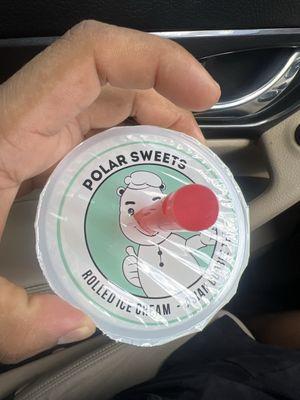 POLAR SWEETS
ROLLED ICE CREAM -